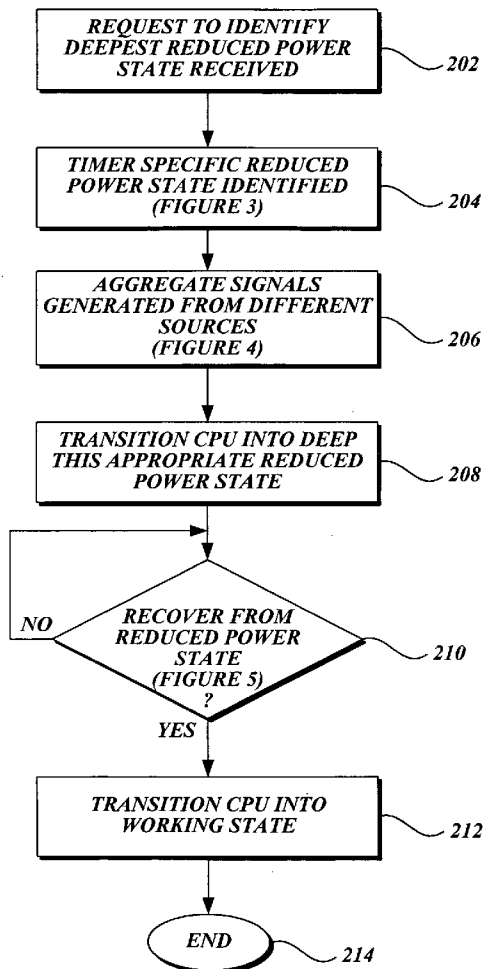 REQUEST TO IDENTIFY
DEEPEST REDUCED POWER
STATE RECEIVED
202
TIMER SPECIFIC REDUCED
POWER STATE IDENTIFIED
(FIGURE 3)
204
AGGREGATE SIGNALS
GENERATED FROM DIFFERENT
SOURCES
(FIGURE 4)
206
TRANSITION CPU INTO DEEP
THIS APPROPRIATE REDUCED
POWER STATE
208
NO
RECOVER FROM
REDUCED POWER
STATE
(FIGURE 5)
?
210
YES
TRANSITION CPU INTO
WORKING STATE
212
END
214